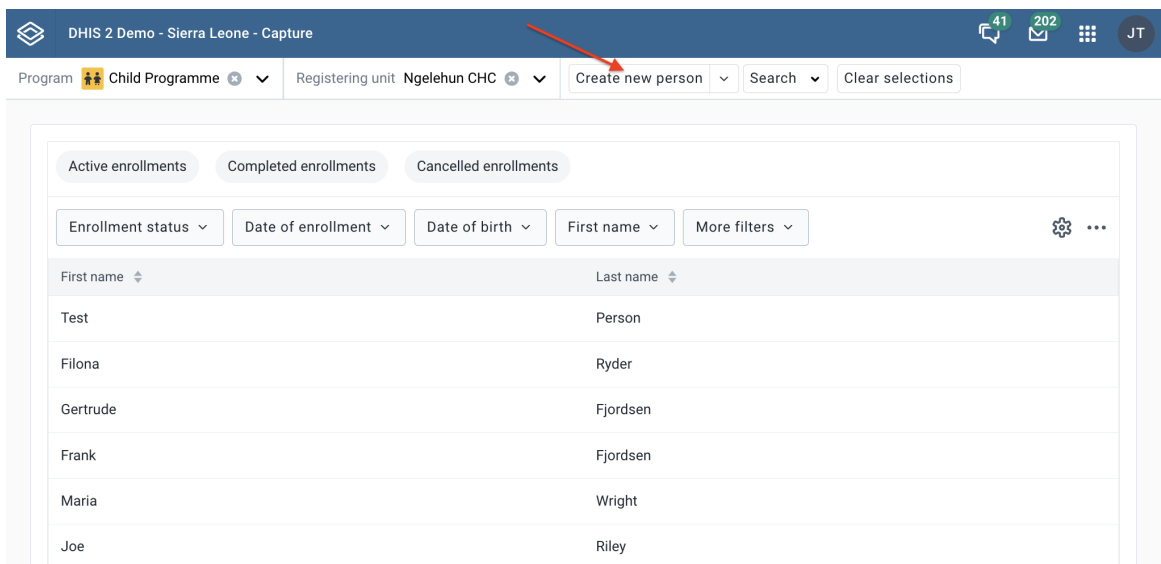 41 202
DHIS 2 Demo - Sierra Leone - Capture JT
Program Child Programme Registering unit Ngelehun CHC Create new person Search Clear selections
Active enrollments Completed enrollments Cancelled enrollments
Enrollment status Date of enrollment Date of birth First name More filters
First name Last name
Test Person
Filona Ryder
Gertrude Fjordsen
Frank Fjordsen
Maria Wright
Joe Riley